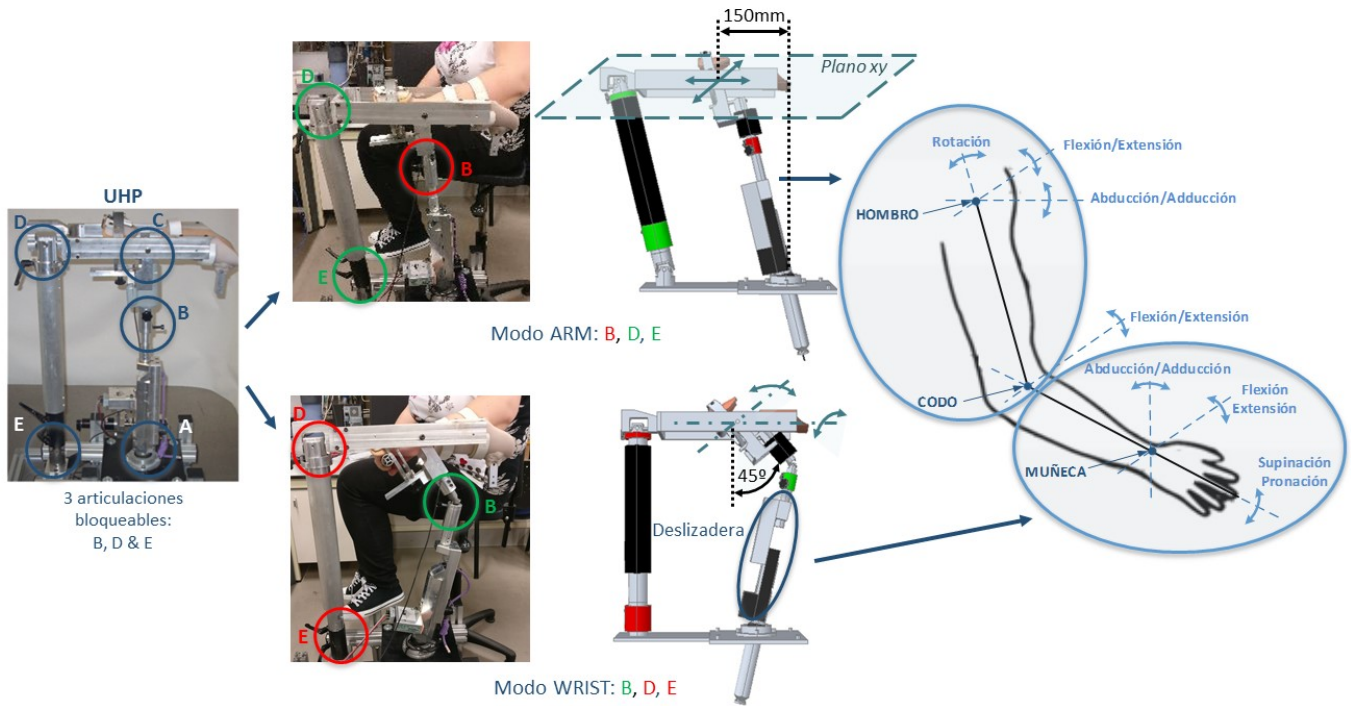 UHP
D
C
B
E
A
3 articulaciones
bloqueables:
B, D & E
D
B
E
150mm
Plano xy
Modo ARM: B, D, E
D
B
E
45º
Deslizadera
Modo WRIST: B, D, E
Rotación
Flexión/Extensión
Abducción/Adducción
HOMBRO
Flexión/Extensión
CODO
Abducción/Adducción
Flexión
Extensión
MUÑECA
Supinación
Pronación